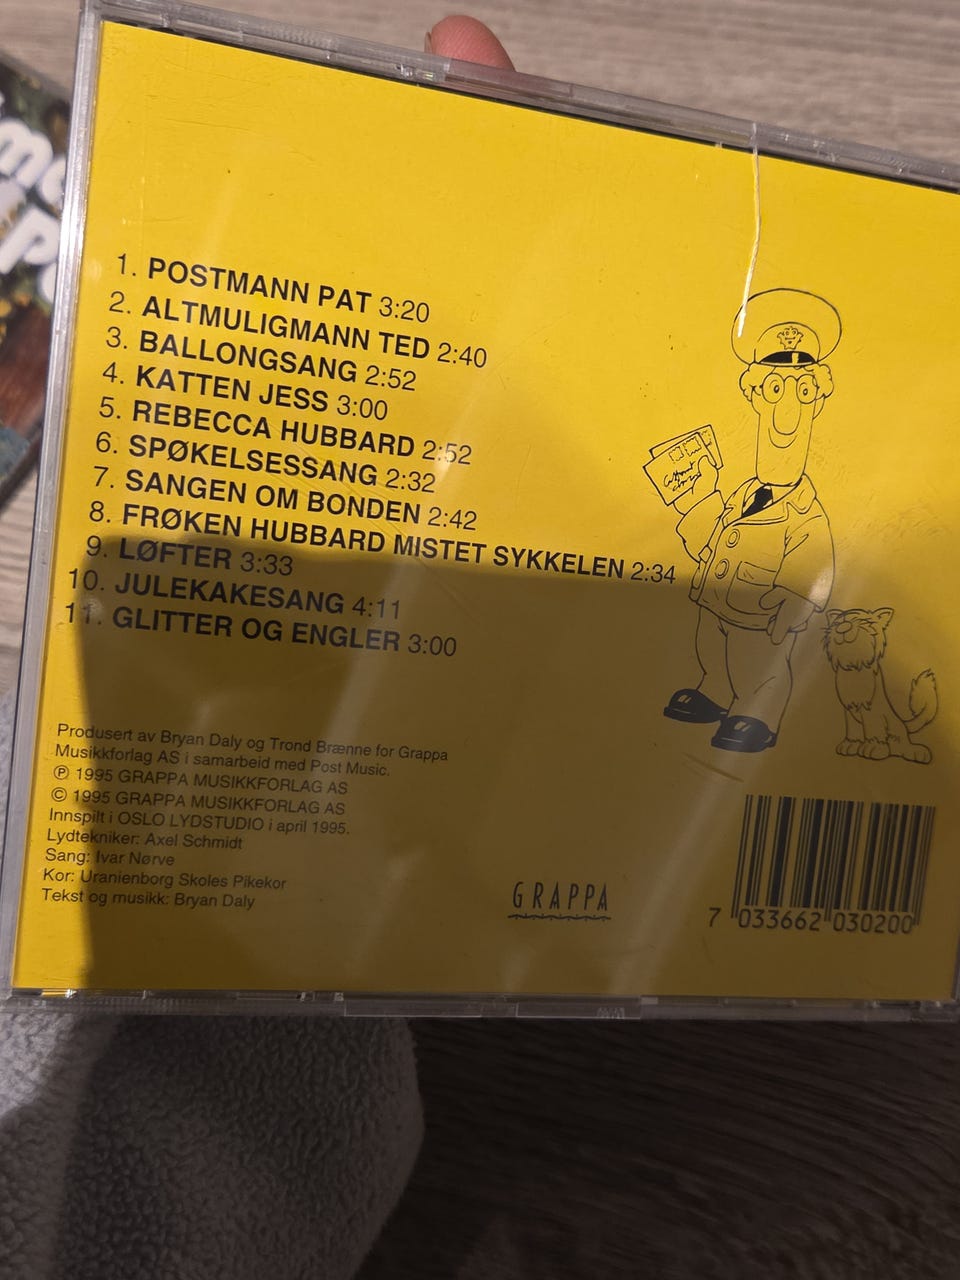 1. POSTMANN PAT 3:20
2. ALTMULIGMANN TED 2:40
3. BALLONGSANG 2:52
4. KATTEN JESS 3:00
5. REBECCA HUBBARD 2:52
6. SPØKELSESSANG 2:32
7. SANGEN OM BONDEN 2:42
8. FRØKEN HUBBARD MISTET SYKKELEN 2:34
9. LØFTER 3:33
10. JULEKAKESANG 4:11
11. GLITTER OG ENGLER 3:00
Produsert av Bryan Daly og Trond Brænne for Grappa
Musikkforlag AS i samarbeid med Post Music.
℗ 1995 GRAPPA MUSIKKFORLAG AS
© 1995 GRAPPA MUSIKKFORLAG AS
Innspilt i OSLO LYDSTUDIO i april 1995.
Lydtekniker: Axel Schmidt
Sang: Ivar Nørve
Kor: Uranienborg Skoles Pikekor
Tekst og musikk: Bryan Daly
GRAPPA
7 033662 030200